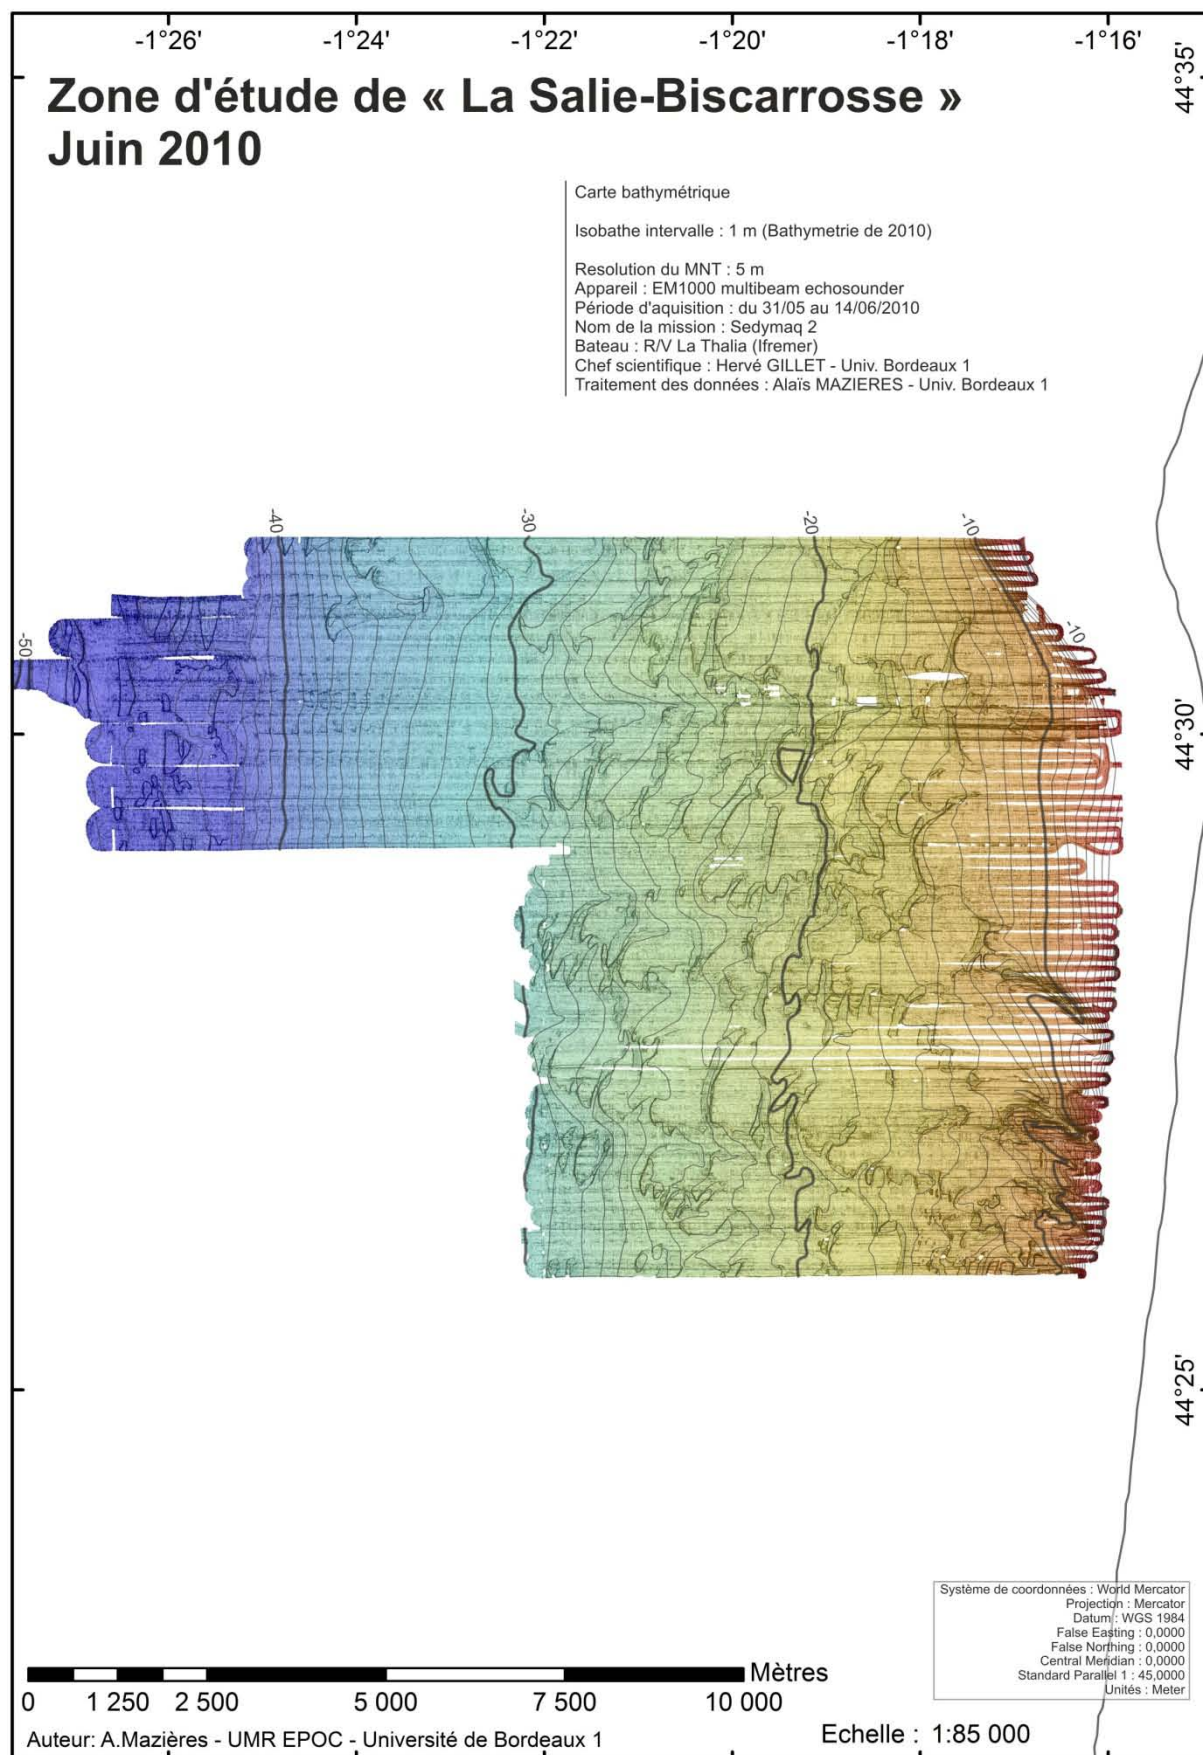 -1°26' -1°24' -1°22' -1°20' -1°18' -1°16'
44°35'
Zone d'étude de « La Salie-Biscarrosse »
Juin 2010
Carte bathymétrique
Isobathe intervalle : 1 m (Bathymetrie de 2010)
Resolution du MNT : 5 m
Appareil : EM1000 multibeam echosounder
Période d'aquisition : du 31/05 au 14/06/2010
Nom de la mission : Sedymaq 2
Bateau : R/V La Thalia (Ifremer)
Chef scientifique : Hervé GILLET - Univ. Bordeaux 1
Traitement des données : Alaïs MAZIERES - Univ. Bordeaux 1
-40 -30 -20 -10
-10
-50
44°30'
44°25'
Système de coordonnées : World Mercator
Projection : Mercator
Datum : WGS 1984
False Easting : 0,0000
False Northing : 0,0000
Central Meridian : 0,0000
Standard Parallel 1 : 45,0000
Unités : Meter
Mètres
0 1 250 2 500 5 000 7 500 10 000
Auteur: A.Mazières - UMR EPOC - Université de Bordeaux 1
Echelle : 1:85 000